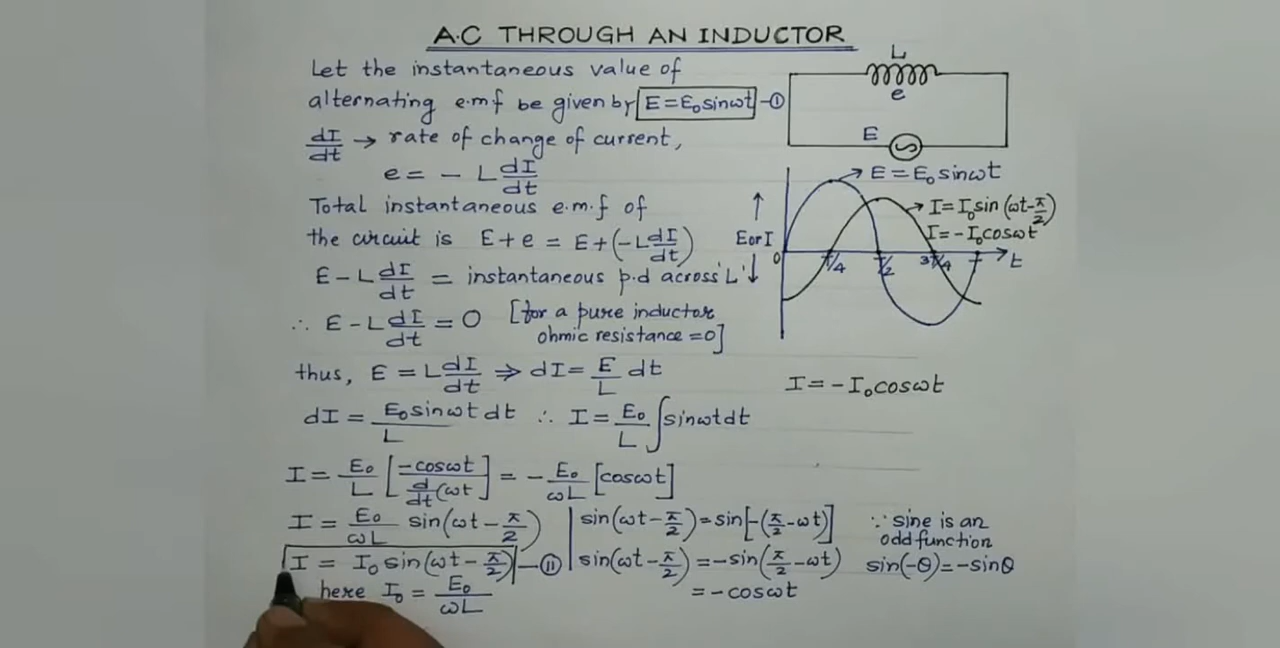 A.C THROUGH AN INDUCTOR
Let the instantaneous value of
alternating e.m.f be given by E = E₀sinωt -①
dI/dt → rate of change of current,
e = - L dI/dt
Total instantaneous e.m.f of
the circuit is E + e = E + (-L dI/dt)
E - L dI/dt = instantaneous p.d across 'L'
∴ E - L dI/dt = 0 [for a pure inductor
ohmic resistance = 0]
thus, E = L dI/dt ⇒ dI = E/L dt
dI = E₀sinωt dt/L ∴ I = E₀/L ∫sinωtdt
I = E₀/L [-cosωt / d/dt(ωt] = - E₀/ωL [cosωt]
I = E₀/ωL sin(ωt - π/2)
I = I₀ sin(ωt - π/2) -⑪
here I₀ = E₀/ωL
sin(ωt - π/2) = sin[-(π/2 - ωt)]
sin(ωt - π/2) = -sin(π/2 - ωt)
= - cosωt
∵ sine is an
odd function
sin(-θ) = -sinθ
L
e
E
E = E₀ sinωt
I = I₀sin(ωt - π/2)
I = - I₀cosωt
E or I
0
T/4
T/2
3T/4
T
t
I = - I₀cosωt